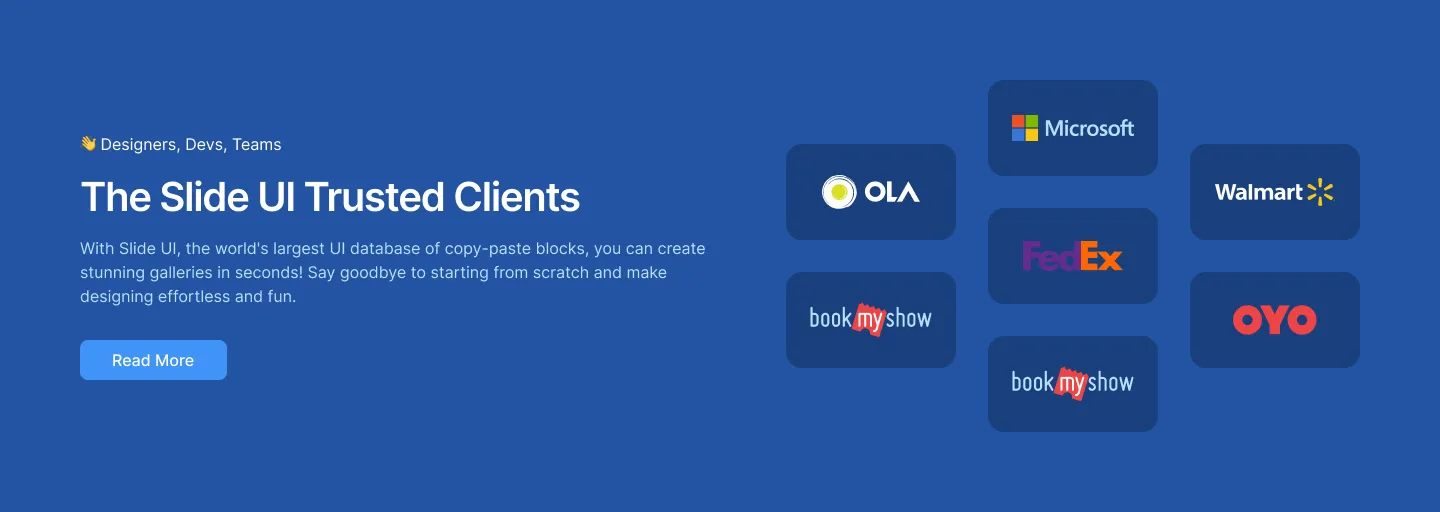 👋 Designers, Devs, Teams
The Slide UI Trusted Clients
With Slide UI, the world's largest UI database of copy-paste blocks, you can create
stunning galleries in seconds! Say goodbye to starting from scratch and make
designing effortless and fun.
Read More
OLA
bookmyshow
Microsoft
FedEx
bookmyshow
Walmart
OYO